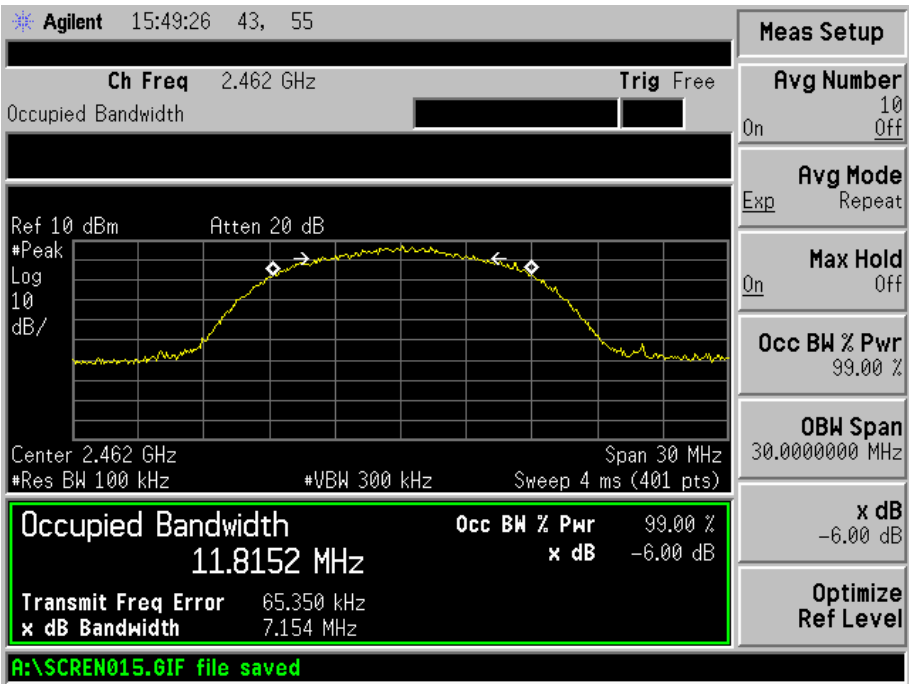 Agilent 15:49:26 43, 55
Ch Freq 2.462 GHz Trig Free
Occupied Bandwidth
Ref 10 dBm Atten 20 dB
#Peak
Log
10
dB/
Center 2.462 GHz Span 30 MHz
#Res BW 100 kHz #VBW 300 kHz Sweep 4 ms (401 pts)
Occupied Bandwidth Occ BW % Pwr 99.00 %
11.8152 MHz x dB -6.00 dB
Transmit Freq Error 65.350 kHz
x dB Bandwidth 7.154 MHz
A:\SCREN015.GIF file saved
Meas Setup
Avg Number
10
On Off
Avg Mode
Exp Repeat
Max Hold
On Off
Occ BW % Pwr
99.00 %
OBW Span
30.0000000 MHz
x dB
-6.00 dB
Optimize
Ref Level